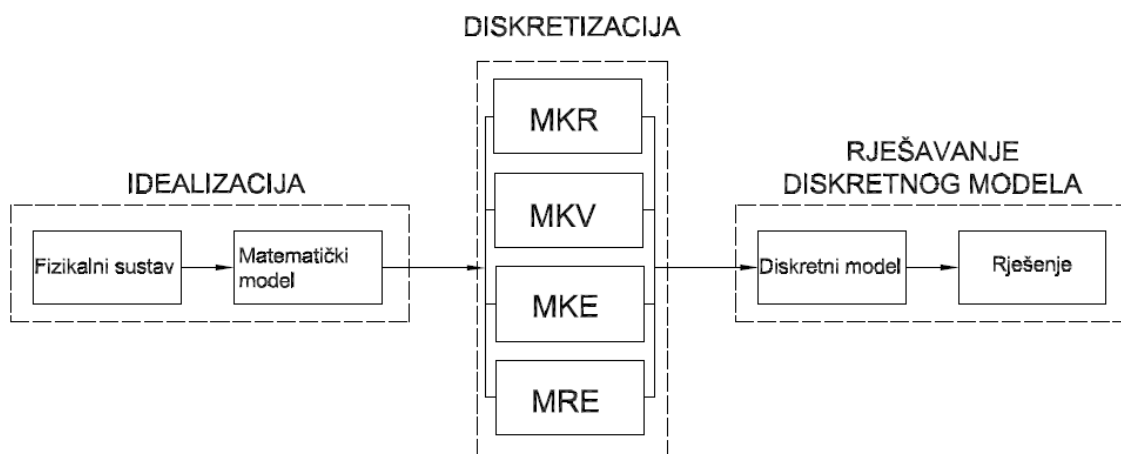 DISKRETIZACIJA
IDEALIZACIJA
Fizikalni sustav
Matematički
model
MKR
MKV
MKE
MRE
RJEŠAVANJE
DISKRETNOG MODELA
Diskretni model
Rješenje